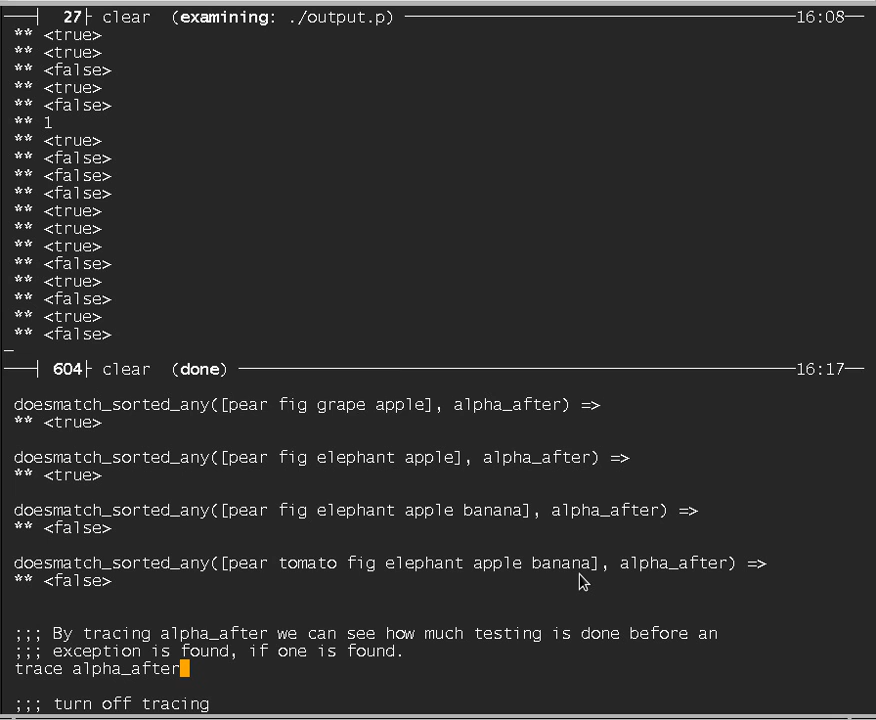 27 clear (examining: ./output.p) 16:08
** <true>
** <true>
** <false>
** <true>
** <false>
** 1
** <true>
** <false>
** <false>
** <false>
** <true>
** <true>
** <true>
** <false>
** <true>
** <false>
** <true>
** <false>
604 clear (done) 16:17
doesmatch_sorted_any([pear fig grape apple], alpha_after) =>
** <true>
doesmatch_sorted_any([pear fig elephant apple], alpha_after) =>
** <true>
doesmatch_sorted_any([pear fig elephant apple banana], alpha_after) =>
** <false>
doesmatch_sorted_any([pear tomato fig elephant apple banana], alpha_after) =>
** <false>
;;; By tracing alpha_after we can see how much testing is done before an
;;; exception is found, if one is found.
trace alpha_after
;;; turn off tracing